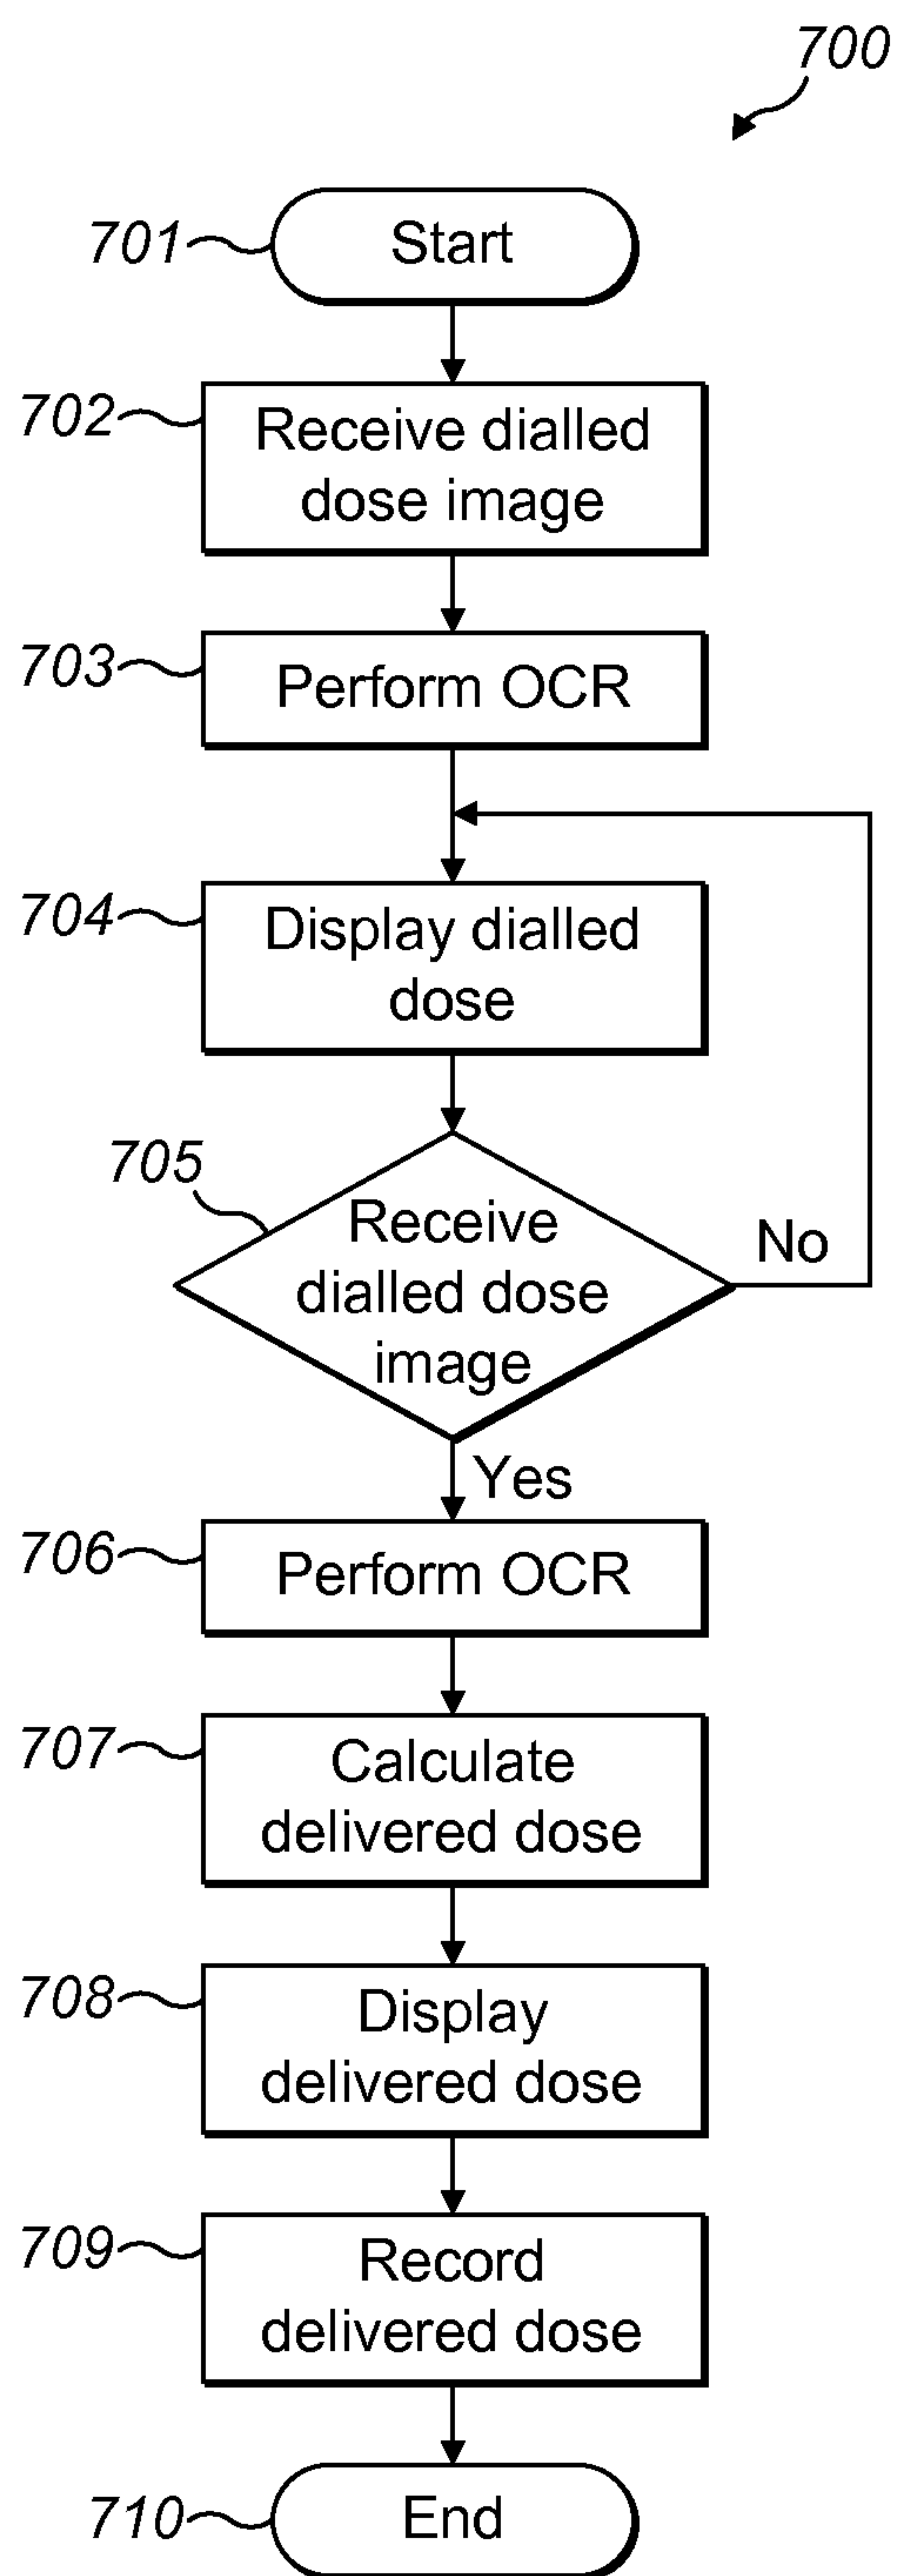 700
701
Start
702
Receive dialled
dose image
703
Perform OCR
704
Display dialled
dose
705
Receive
dialled dose
image
No
Yes
706
Perform OCR
707
Calculate
delivered dose
708
Display
delivered dose
709
Record
delivered dose
710
End